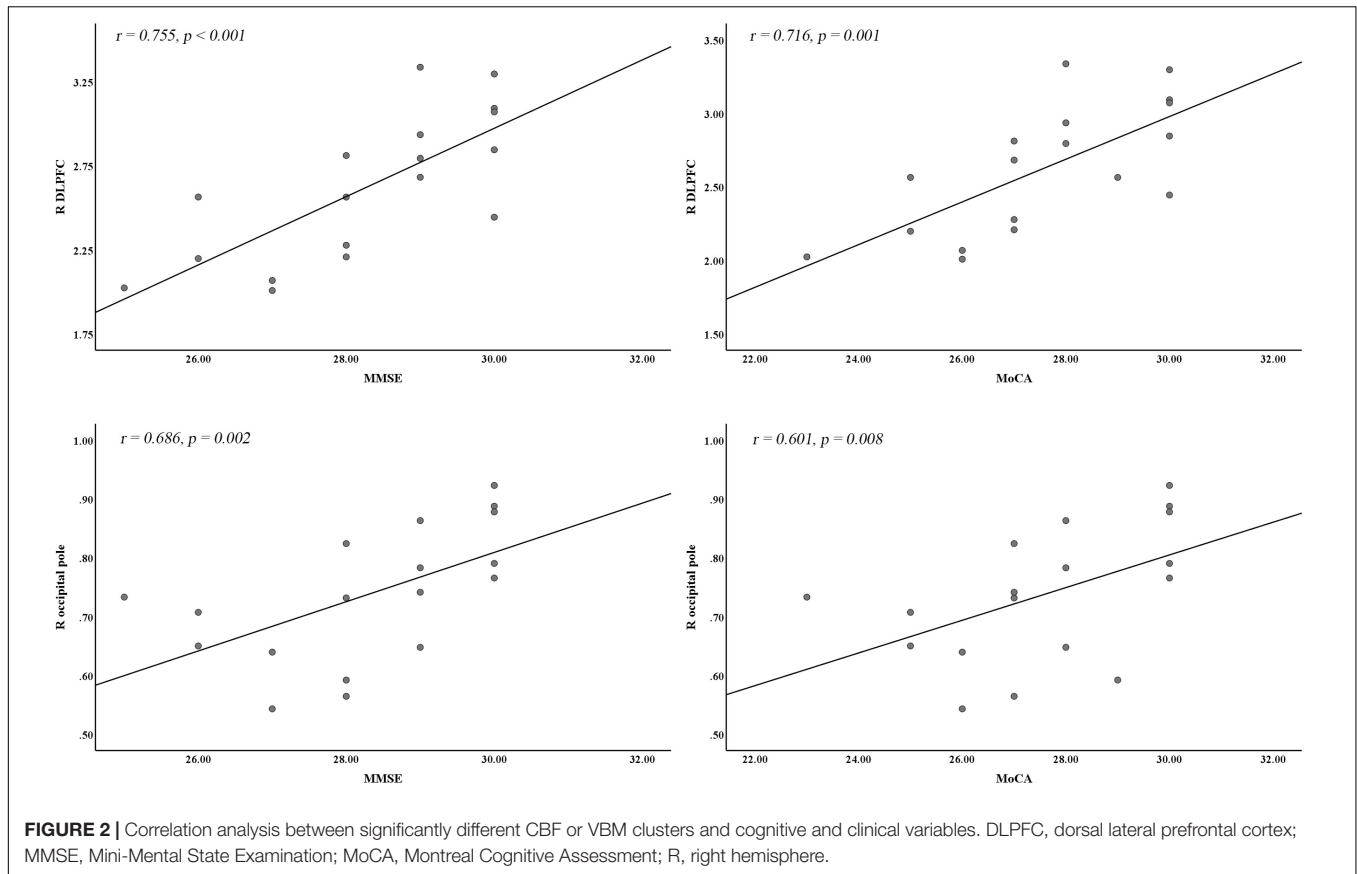 r = 0.755, p < 0.001
3.25
2.75
2.25
1.75
R DLPFC
26.00 28.00 30.00 32.00
MMSE
r = 0.716, p = 0.001
3.50
3.00
2.50
2.00
1.50
R DLPFC
22.00 24.00 26.00 28.00 30.00 32.00
MoCA
r = 0.686, p = 0.002
1.00
.90
.80
.70
.60
.50
R occipital pole
26.00 28.00 30.00 32.00
MMSE
r = 0.601, p = 0.008
1.00
.90
.80
.70
.60
.50
R occipital pole
22.00 24.00 26.00 28.00 30.00 32.00
MoCA
FIGURE 2 | Correlation analysis between significantly different CBF or VBM clusters and cognitive and clinical variables. DLPFC, dorsal lateral prefrontal cortex;
MMSE, Mini-Mental State Examination; MoCA, Montreal Cognitive Assessment; R, right hemisphere.